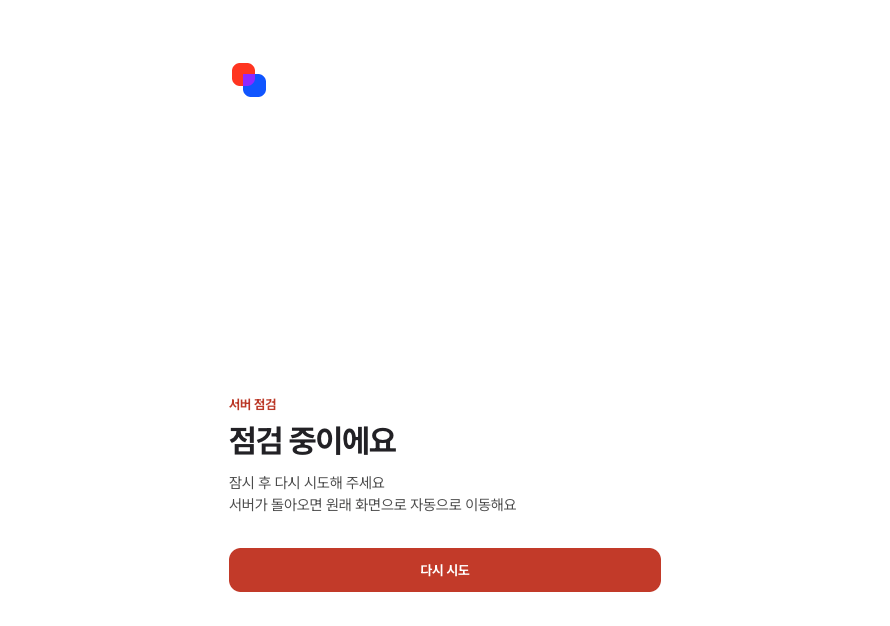 서버 점검
점검 중이에요
잠시 후 다시 시도해 주세요
서버가 돌아오면 원래 화면으로 자동으로 이동해요
다시 시도